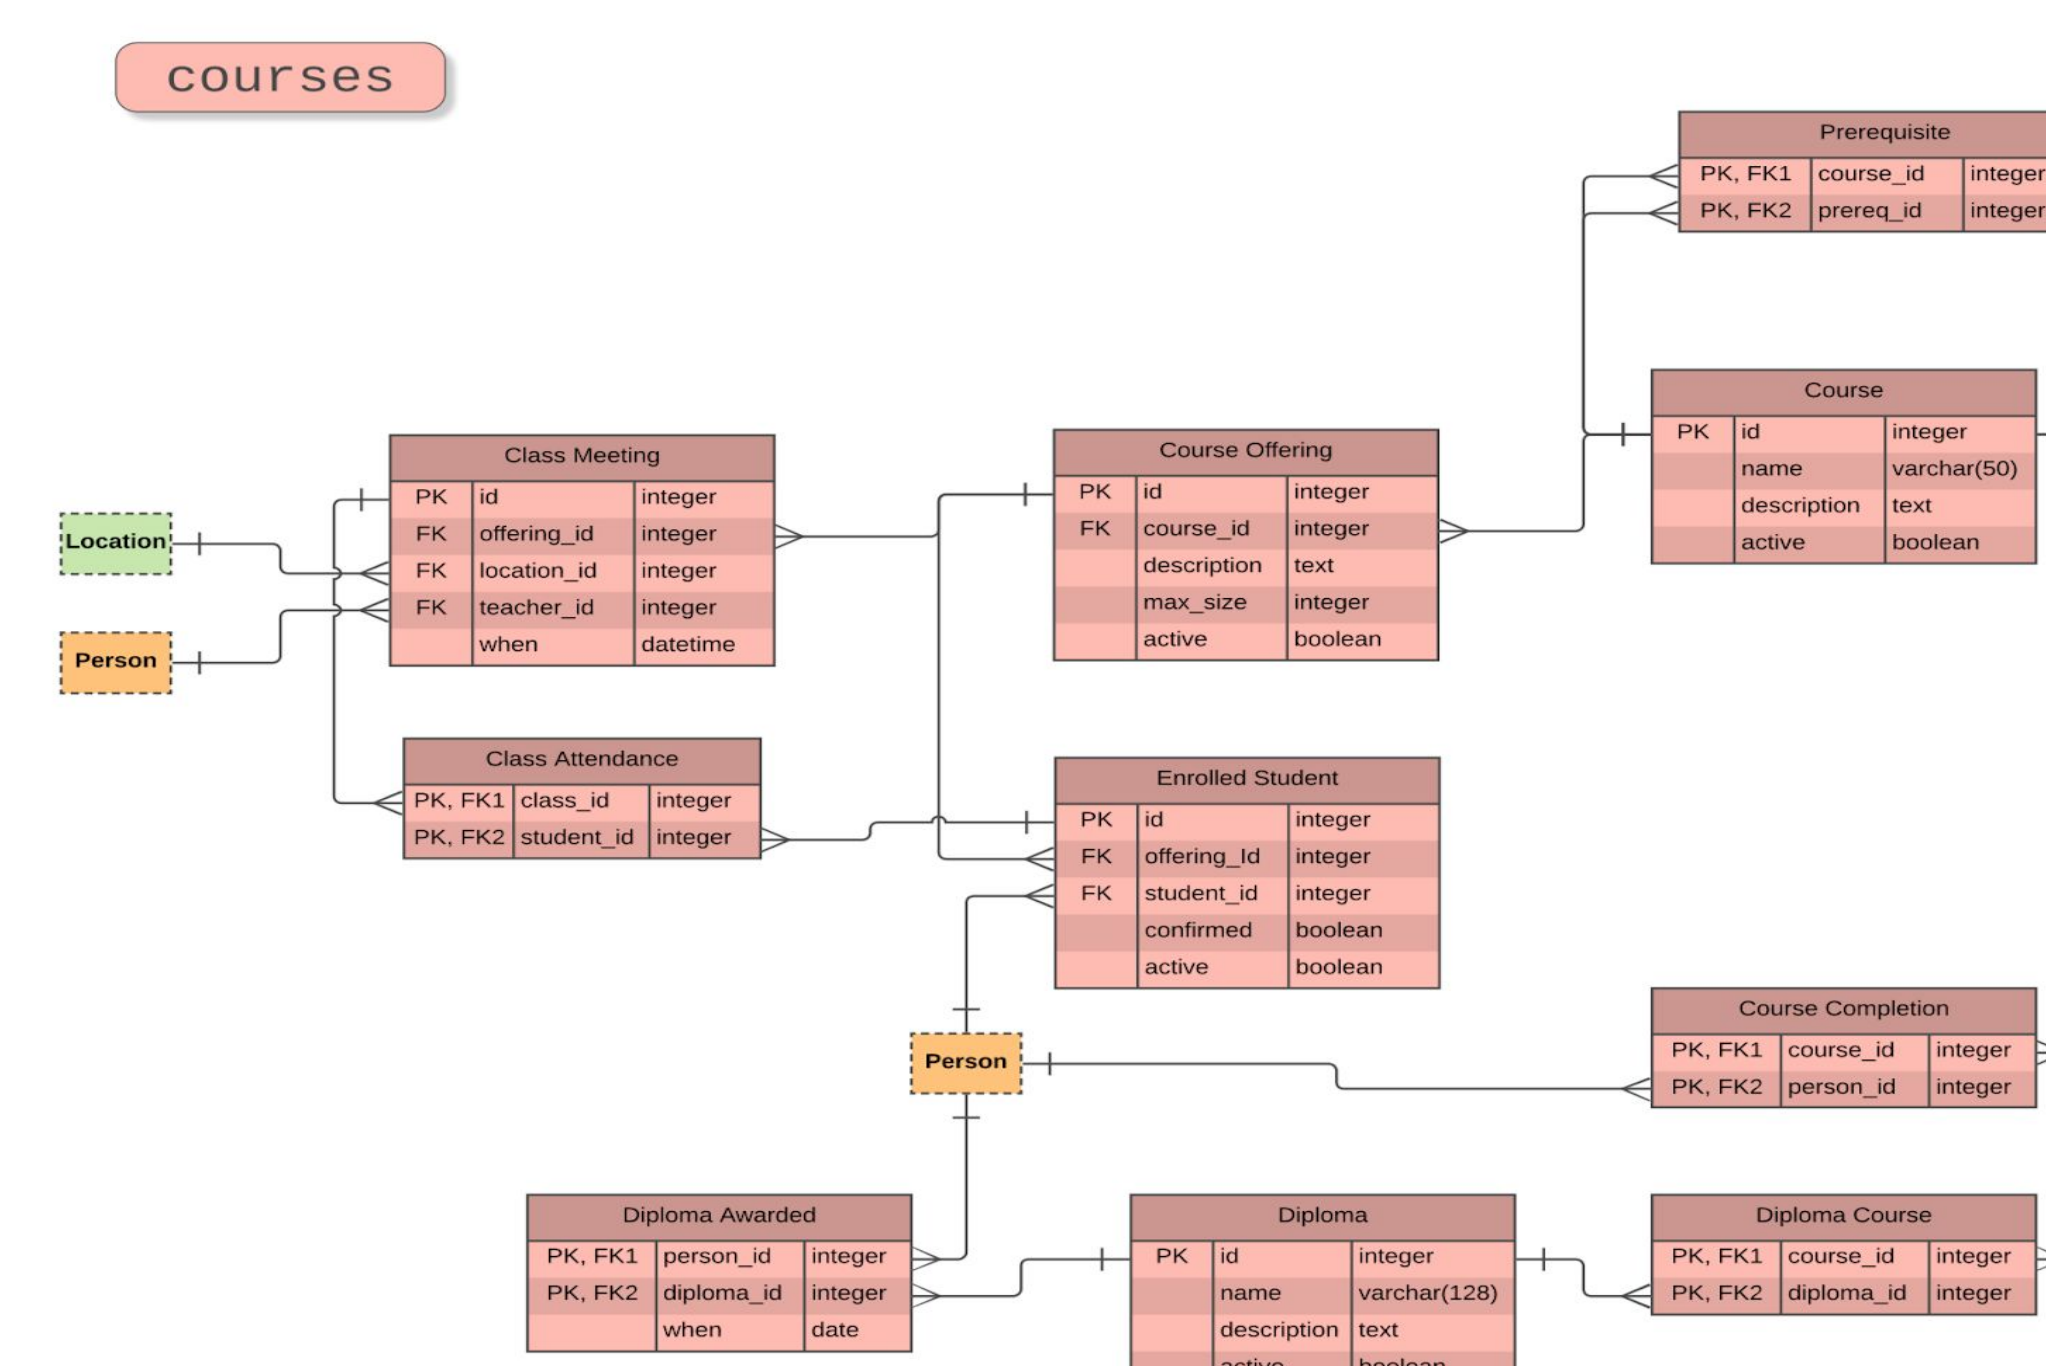 courses
Prerequisite
PK, FK1 course_id integer
PK, FK2 prereq_id integer
Course
PK id integer
name varchar(50)
description text
active boolean
Class Meeting
PK id integer
FK offering_id integer
FK location_id integer
FK teacher_id integer
when datetime
Location
Person
Course Offering
PK id integer
FK course_id integer
description text
max_size integer
active boolean
Class Attendance
PK, FK1 class_id integer
PK, FK2 student_id integer
Enrolled Student
PK id integer
FK offering_Id integer
FK student_id integer
confirmed boolean
active boolean
Person
Course Completion
PK, FK1 course_id integer
PK, FK2 person_id integer
Diploma Awarded
PK, FK1 person_id integer
PK, FK2 diploma_id integer
when date
Diploma
PK id integer
name varchar(128)
description text
active boolean
Diploma Course
PK, FK1 course_id integer
PK, FK2 diploma_id integer